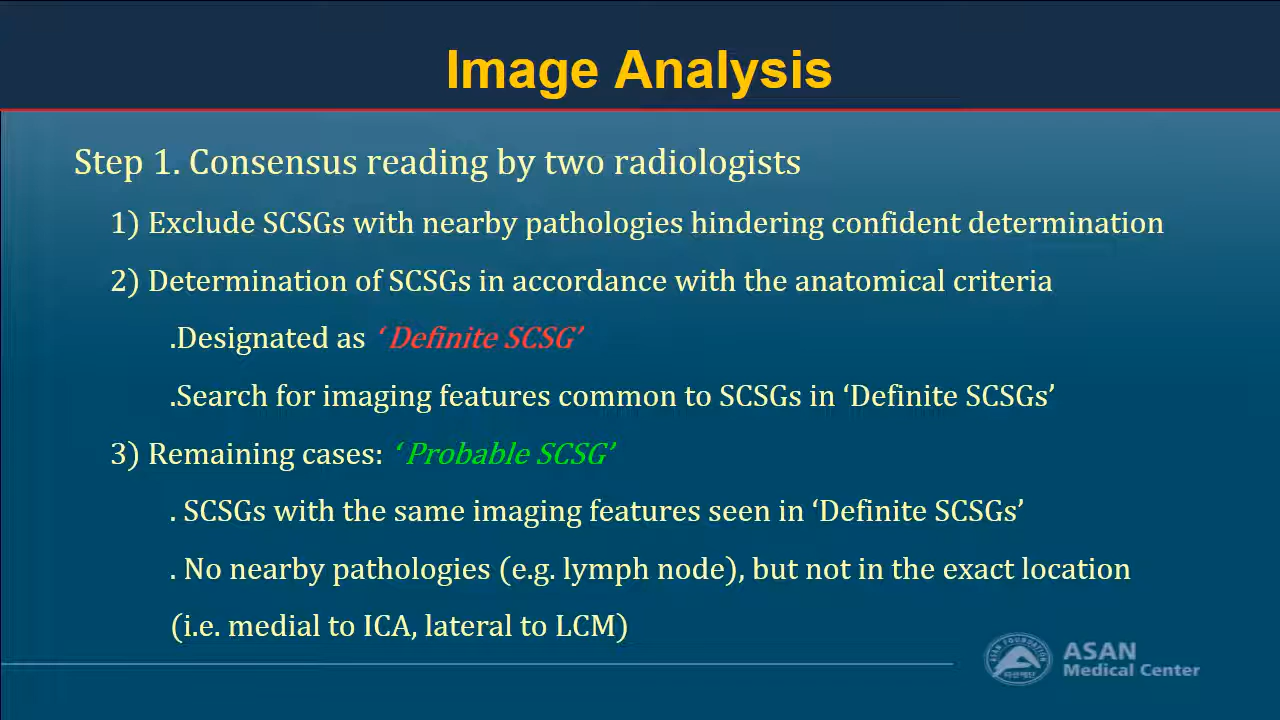 Image Analysis
Step 1. Consensus reading by two radiologists
1) Exclude SCSGs with nearby pathologies hindering confident determination
2) Determination of SCSGs in accordance with the anatomical criteria
.Designated as ‘ Definite SCSG’
.Search for imaging features common to SCSGs in ‘Definite SCSGs’
3) Remaining cases: ‘ Probable SCSG’
. SCSGs with the same imaging features seen in ‘Definite SCSGs’
. No nearby pathologies (e.g. lymph node), but not in the exact location
(i.e. medial to ICA, lateral to LCM)
ASAN FOUNDATION
ASAN
Medical Center